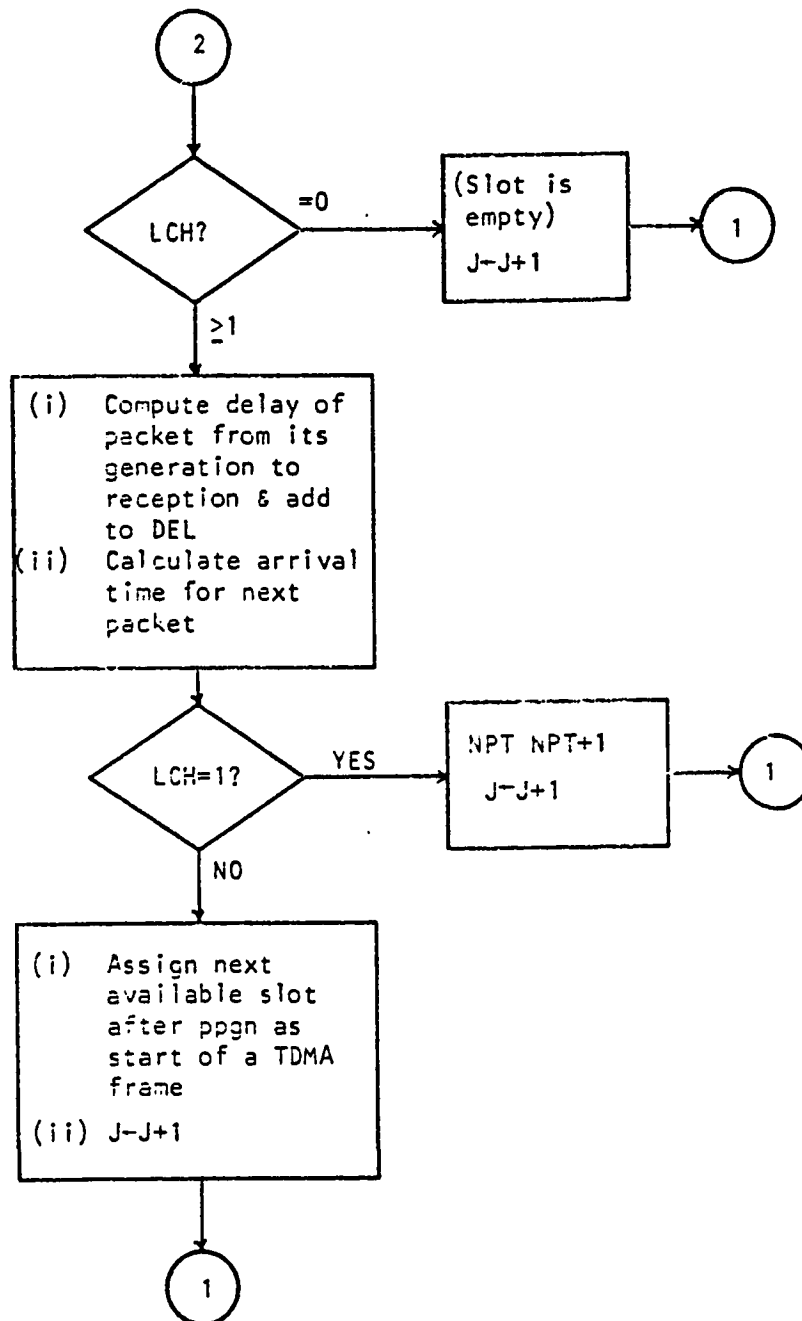 2
LCH?
=0
(Slot is
empty)
J←J+1
1
≥1
(i) Compute delay of
packet from its
generation to
reception & add
to DEL
(ii) Calculate arrival
time for next
packet
LCH=1?
YES
NPT NPT+1
J←J+1
1
NO
(i) Assign next
available slot
after ppgn as
start of a TDMA
frame
(ii) J←J+1
1